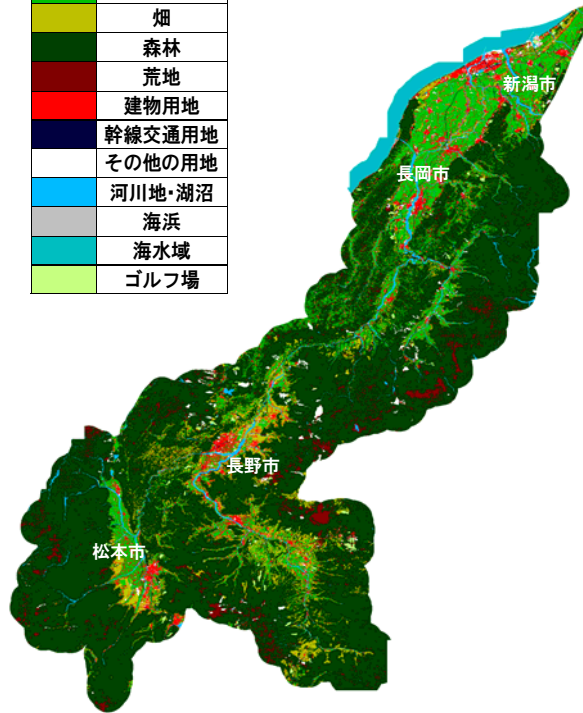 畑
森林
荒地
建物用地
幹線交通用地
その他の用地
河川地・湖沼
海浜
海水域
ゴルフ場
新潟市
長岡市
長野市
松本市